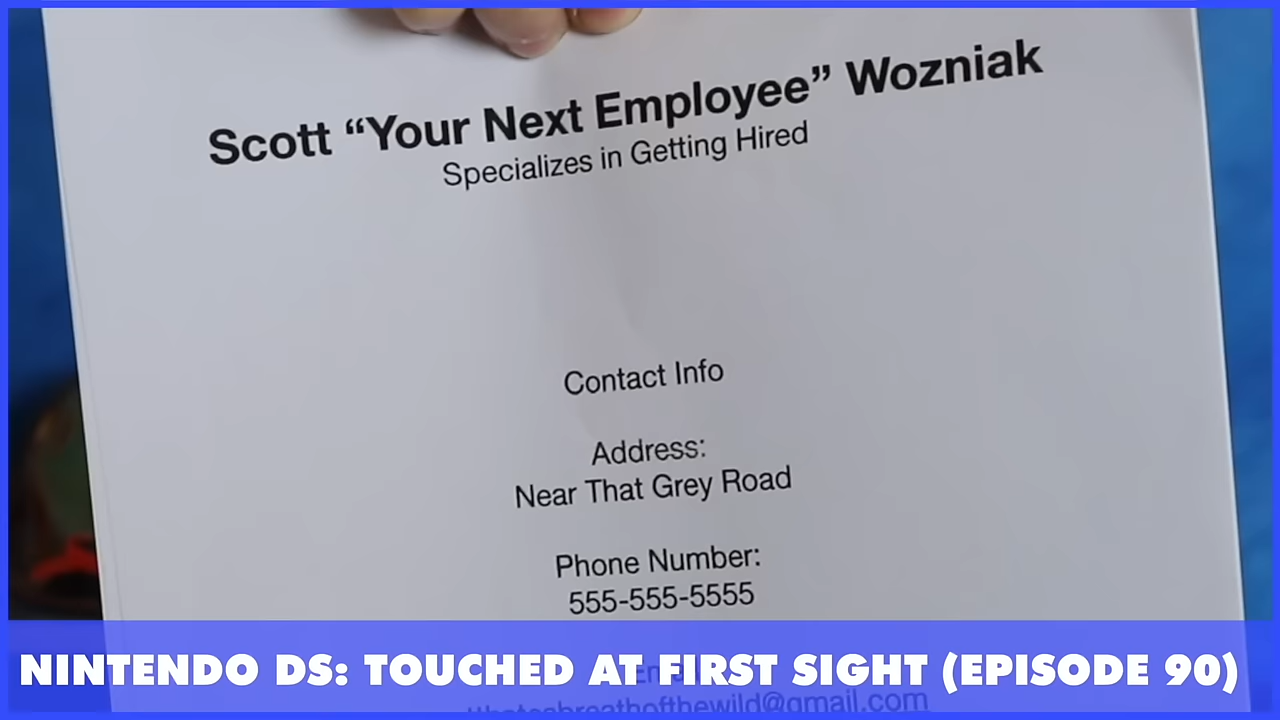 Scott “Your Next Employee” Wozniak
Specializes in Getting Hired
Contact Info
Address:
Near That Grey Road
Phone Number:
555-555-5555
NINTENDO DS: TOUCHED AT FIRST SIGHT (EPISODE 90)